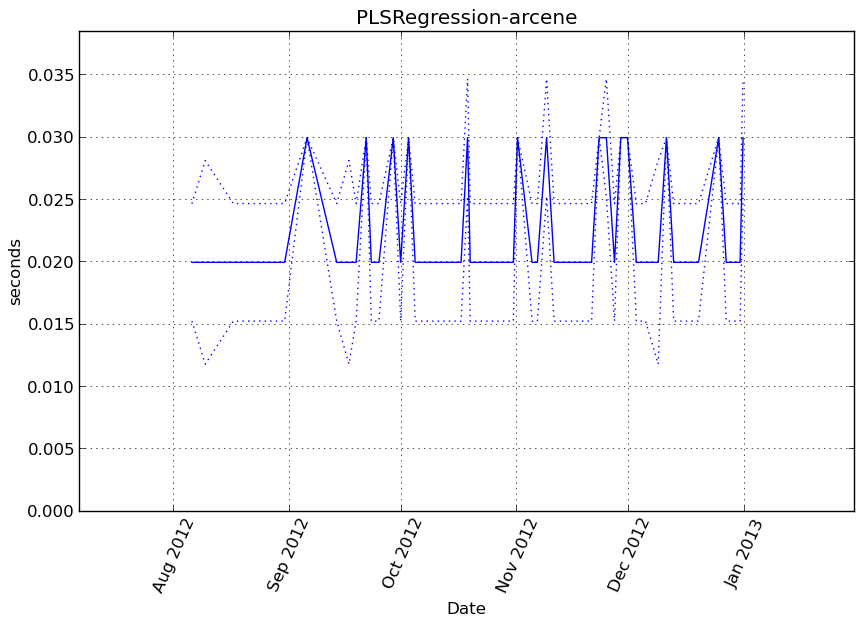 PLSRegression-arcene
0.035
0.030
0.025
0.020
0.015
0.010
0.005
0.000
seconds
Aug 2012
Sep 2012
Oct 2012
Nov 2012
Dec 2012
Jan 2013
Date